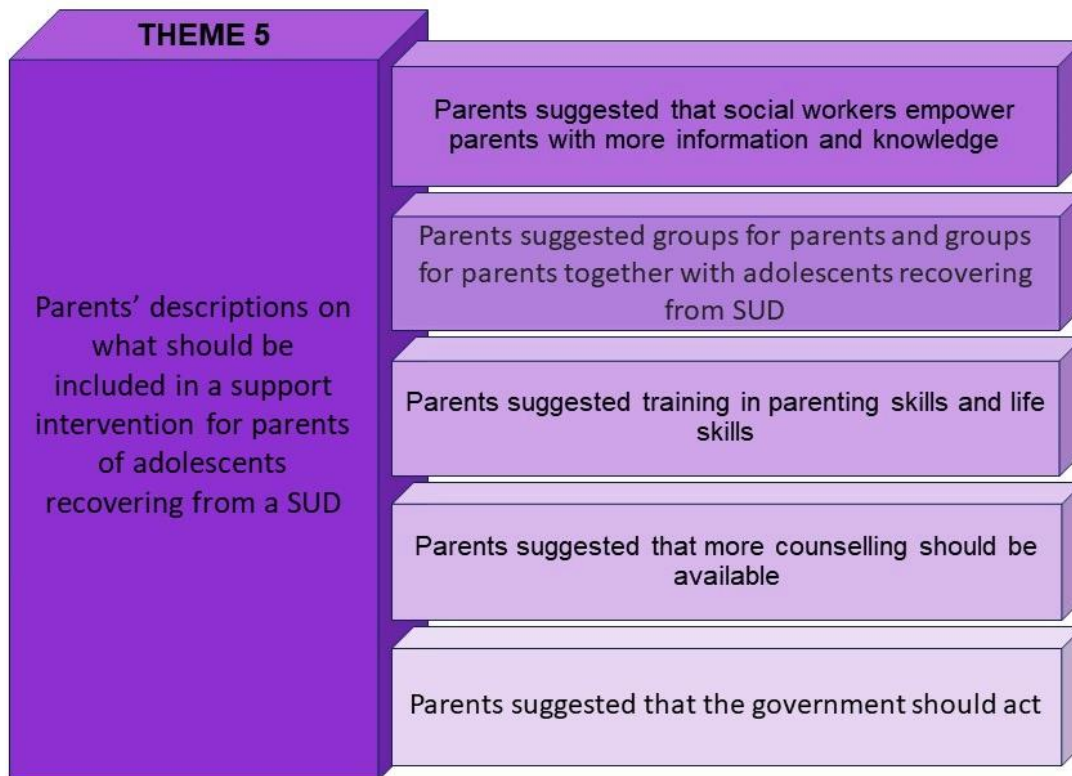 THEME 5
Parents’ descriptions on
what should be
included in a support
intervention for parents
of adolescents
recovering from a SUD
Parents suggested that social workers empower
parents with more information and knowledge
Parents suggested groups for parents and groups
for parents together with adolescents recovering
from SUD
Parents suggested training in parenting skills and life
skills
Parents suggested that more counselling should be
available
Parents suggested that the government should act